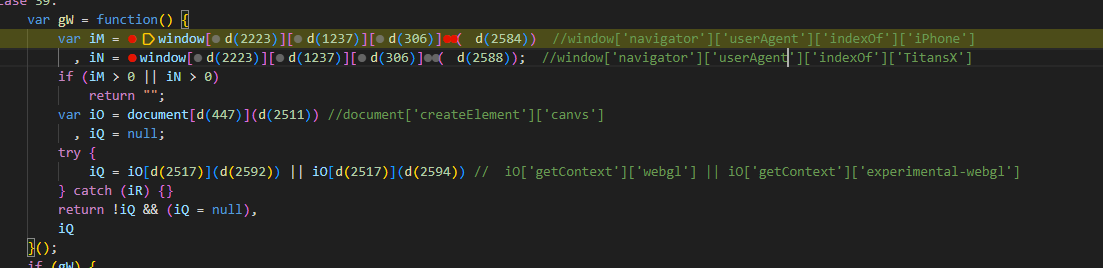 case 39:
var gW = function() {
var iM = window[ d(2223)][ d(1237)][ d(306)] ( d(2584)) //window['navigator']['userAgent']['indexOf']['iPhone']
, iN = window[ d(2223)][ d(1237)][ d(306)] ( d(2588)); //window['navigator']['userAgent']['indexOf']['TitansX']
if (iM > 0 || iN > 0)
return "";
var iO = document[d(447)](d(2511)) //document['createElement']['canvs']
, iQ = null;
try {
iQ = iO[d(2517)](d(2592)) || iO[d(2517)](d(2594)) // iO['getContext']['webgl'] || iO['getContext']['experimental-webgl']
} catch (iR) {}
return !iQ && (iQ = null),
iQ
}();
if (gW) {